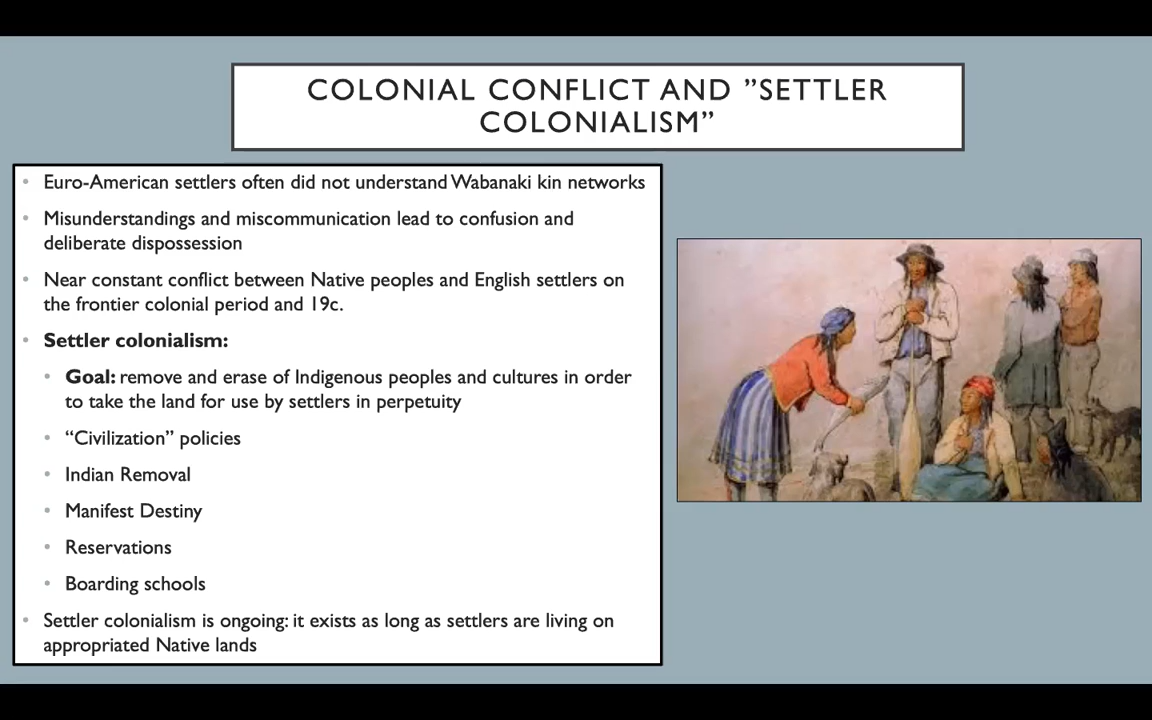 COLONIAL CONFLICT AND ”SETTLER
COLONIALISM”
• Euro-American settlers often did not understand Wabanaki kin networks
• Misunderstandings and miscommunication lead to confusion and
deliberate dispossession
• Near constant conflict between Native peoples and English settlers on
the frontier colonial period and 19c.
• Settler colonialism:
• Goal: remove and erase of Indigenous peoples and cultures in order
to take the land for use by settlers in perpetuity
• “Civilization” policies
• Indian Removal
• Manifest Destiny
• Reservations
• Boarding schools
• Settler colonialism is ongoing: it exists as long as settlers are living on
appropriated Native lands